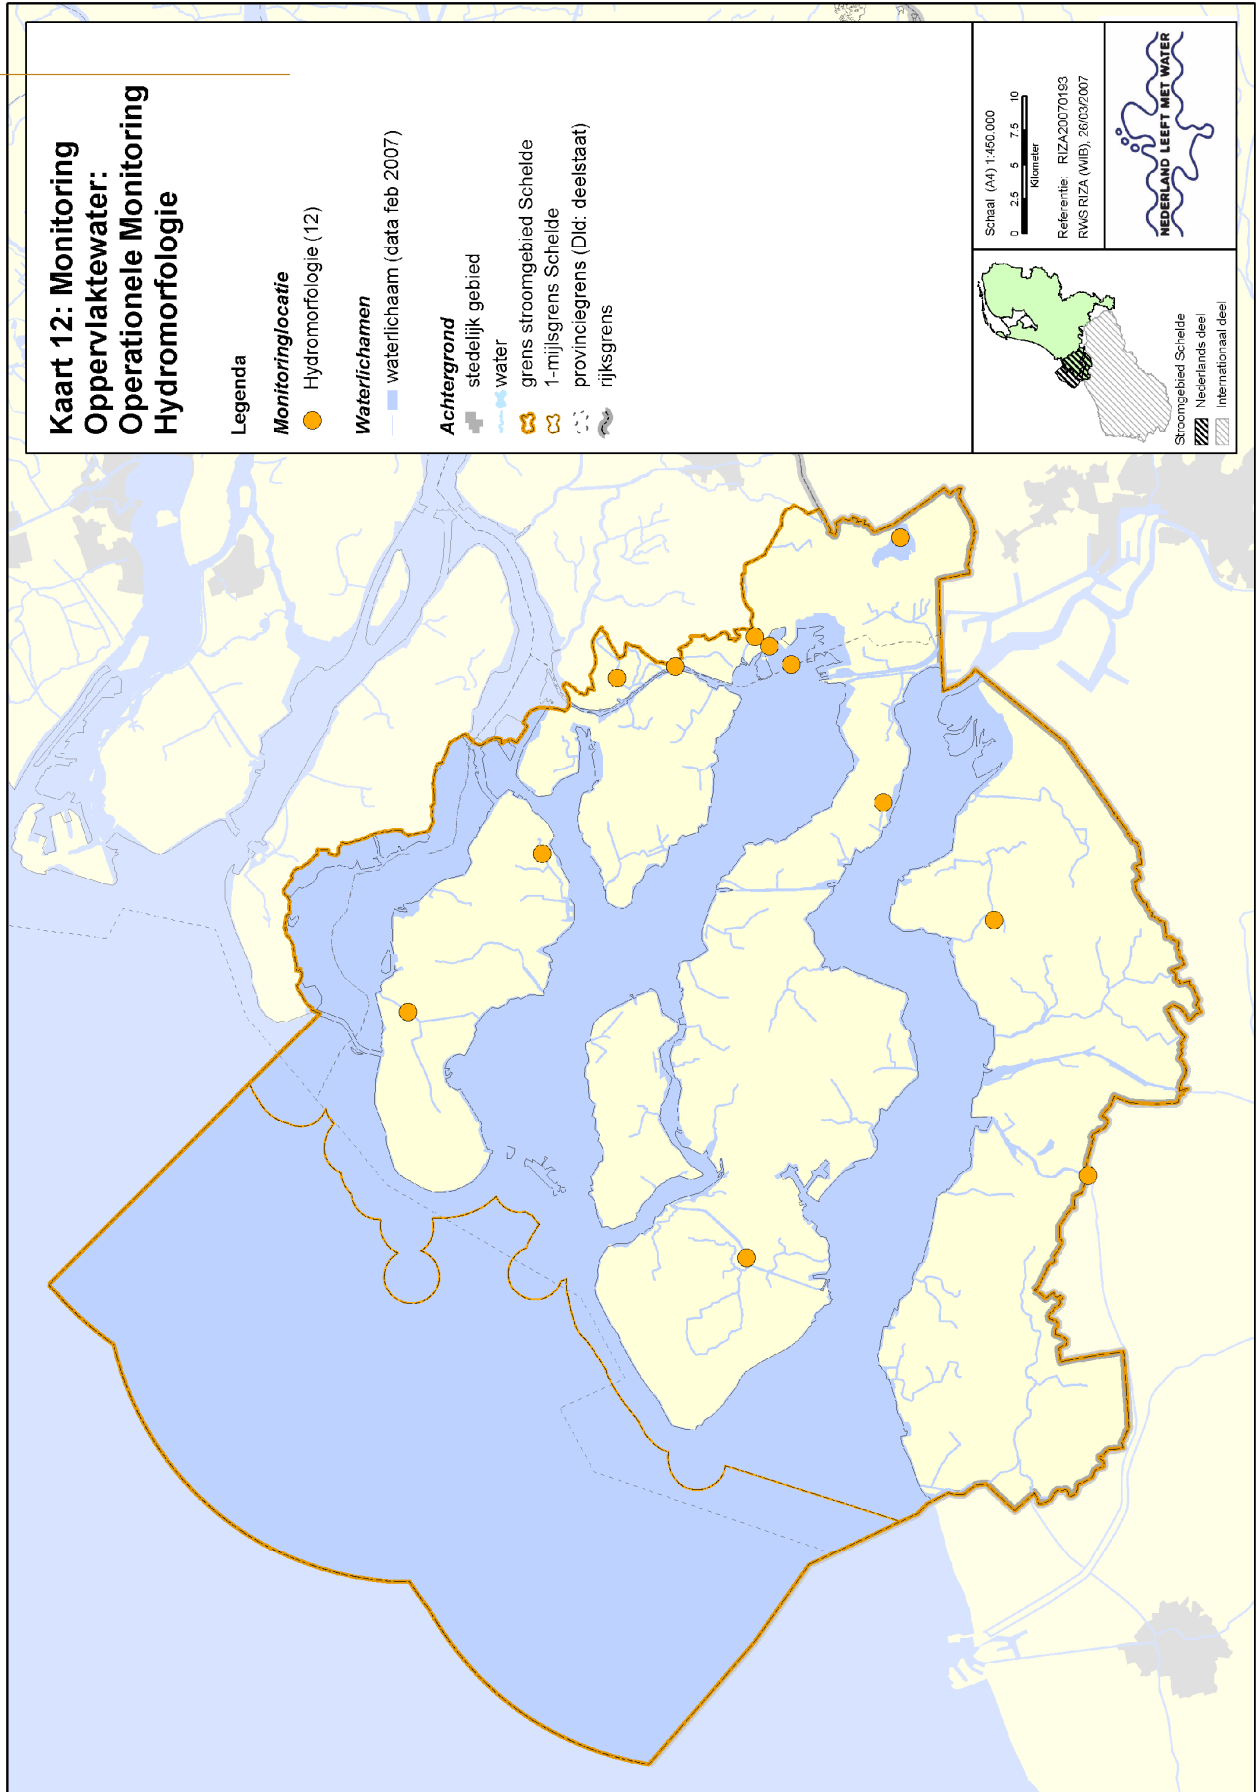 Kaart 12: Monitoring
Oppervlaktewater:
Operationele Monitoring
Hydromorfologie
Legenda
Monitoringlocatie
Hydromorfologie (12)
Waterlichamen
waterlichaam (data feb 2007)
Achtergrond
stedelijk gebied
water
grens stroomgebied Schelde
1-mijlsgrens Schelde
provinciegrens (Dld: deelstaat)
rijksgrens
Stroomgebied Schelde
Nederlands deel
Internationaal deel
Schaal (A4) 1:450.000
0 2.5 5 7.5 10
Kilometer
Referentie: RIZA20070193
RWS RIZA (WIB), 26/03/2007
NEDERLAND LEEFT MET WATER